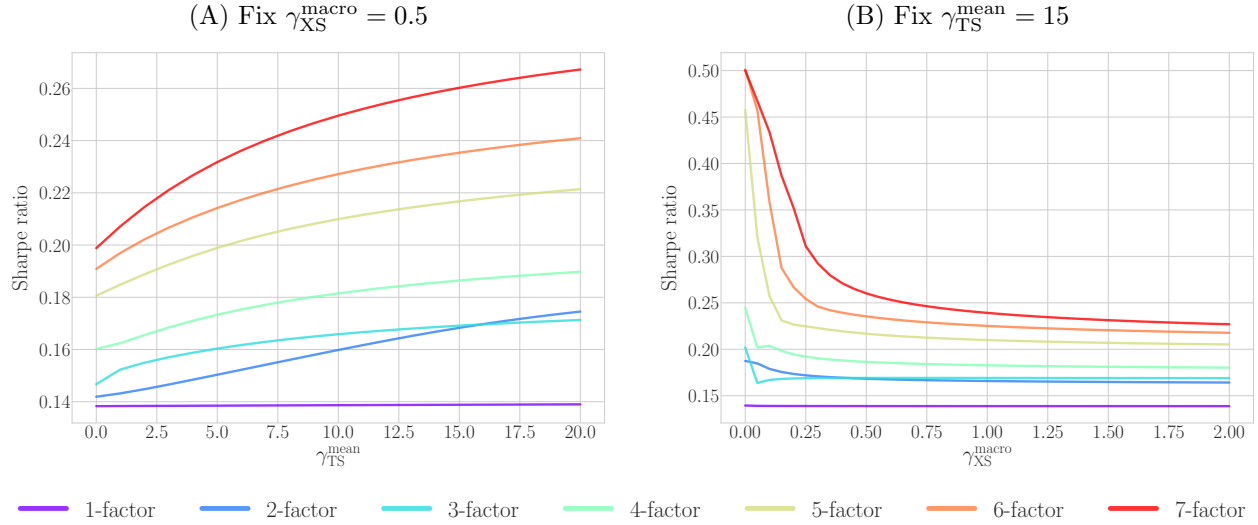 (A) Fix γ_XS^macro = 0.5
(B) Fix γ_TS^mean = 15
Sharpe ratio
0.26
0.24
0.22
0.20
0.18
0.16
0.14
0.0 2.5 5.0 7.5 10.0 12.5 15.0 17.5 20.0
γ_TS^mean
Sharpe ratio
0.50
0.45
0.40
0.35
0.30
0.25
0.20
0.15
0.00 0.25 0.50 0.75 1.00 1.25 1.50 1.75 2.00
γ_XS^macro
1-factor 2-factor 3-factor 4-factor 5-factor 6-factor 7-factor